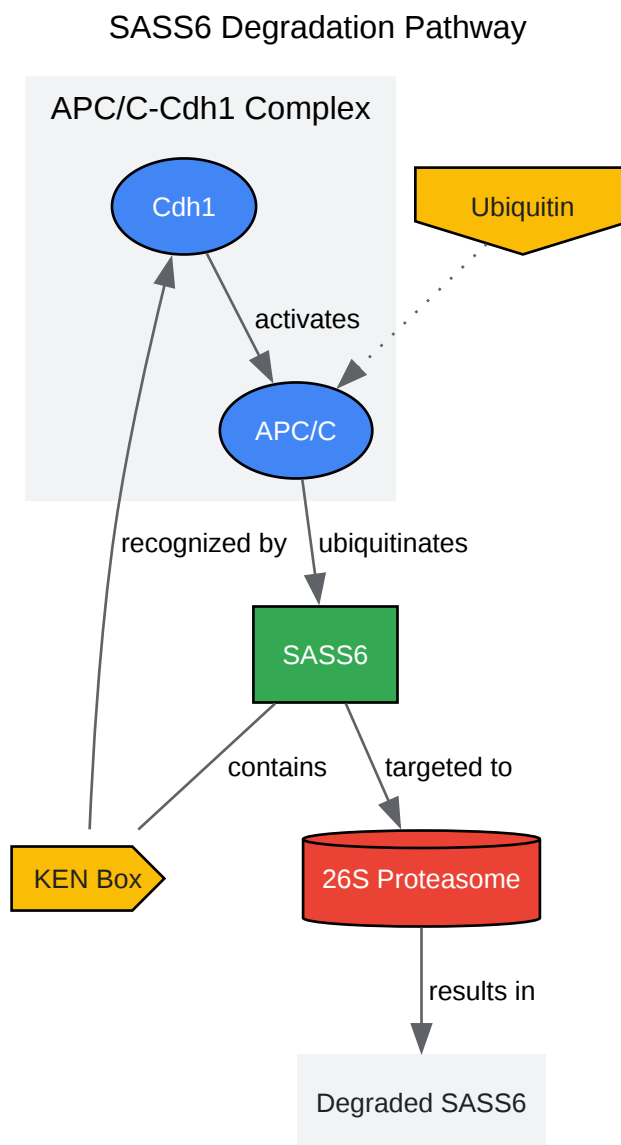 SASS6 Degradation Pathway
APC/C-Cdh1 Complex
Cdh1
Ubiquitin
activates
APC/C
recognized by
ubiquitinates
SASS6
contains
targeted to
KEN Box
26S Proteasome
results in
Degraded SASS6